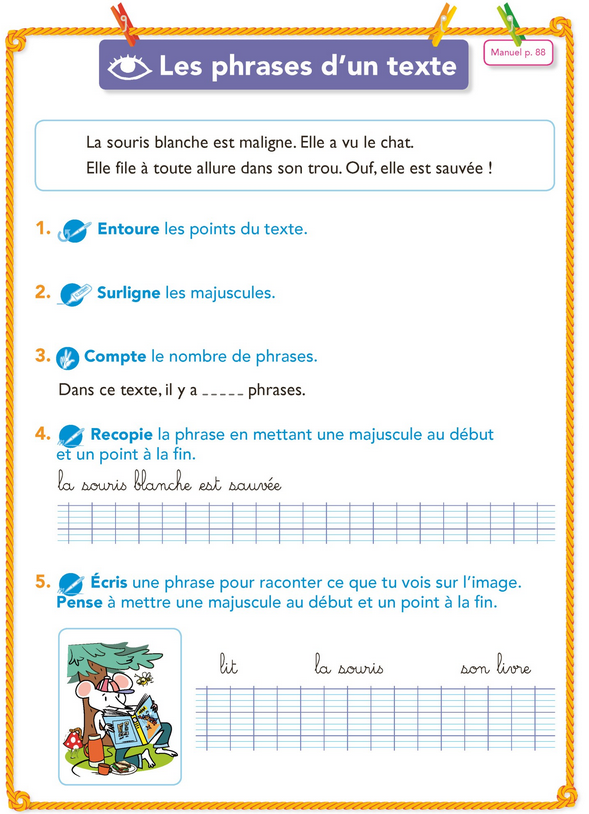 Les phrases d'un texte
Manuel p. 88
La souris blanche est maligne. Elle a vu le chat.
Elle file à toute allure dans son trou. Ouf, elle est sauvée !
1. Entoure les points du texte.
2. Surligne les majuscules.
3. Compte le nombre de phrases.
Dans ce texte, il y a _____ phrases.
4. Recopie la phrase en mettant une majuscule au début
et un point à la fin.
la souris blanche est sauvée
5. Écris une phrase pour raconter ce que tu vois sur l'image.
Pense à mettre une majuscule au début et un point à la fin.
lit la souris son livre